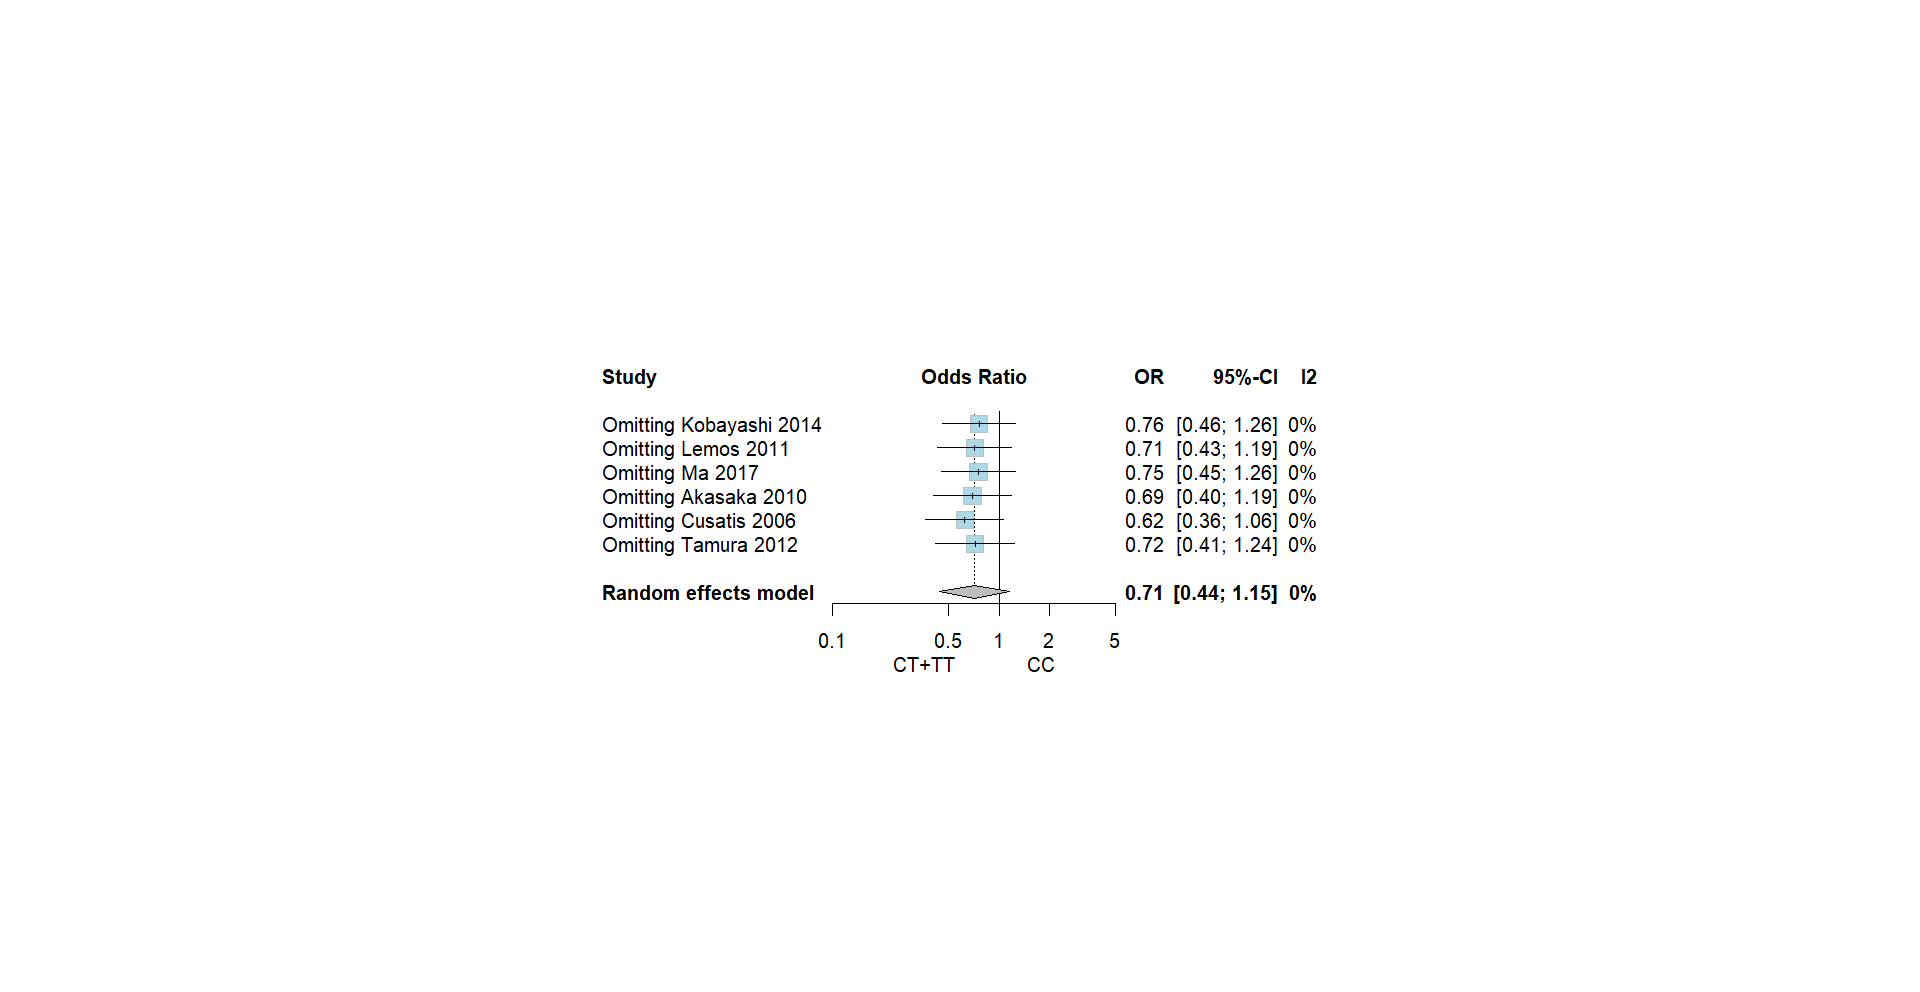 Study Odds Ratio OR 95%-CI I2
Omitting Kobayashi 2014 0.76 [0.46; 1.26] 0%
Omitting Lemos 2011 0.71 [0.43; 1.19] 0%
Omitting Ma 2017 0.75 [0.45; 1.26] 0%
Omitting Akasaka 2010 0.69 [0.40; 1.19] 0%
Omitting Cusatis 2006 0.62 [0.36; 1.06] 0%
Omitting Tamura 2012 0.72 [0.41; 1.24] 0%
Random effects model 0.71 [0.44; 1.15] 0%
0.1 0.5 1 2 5
CT+TT CC